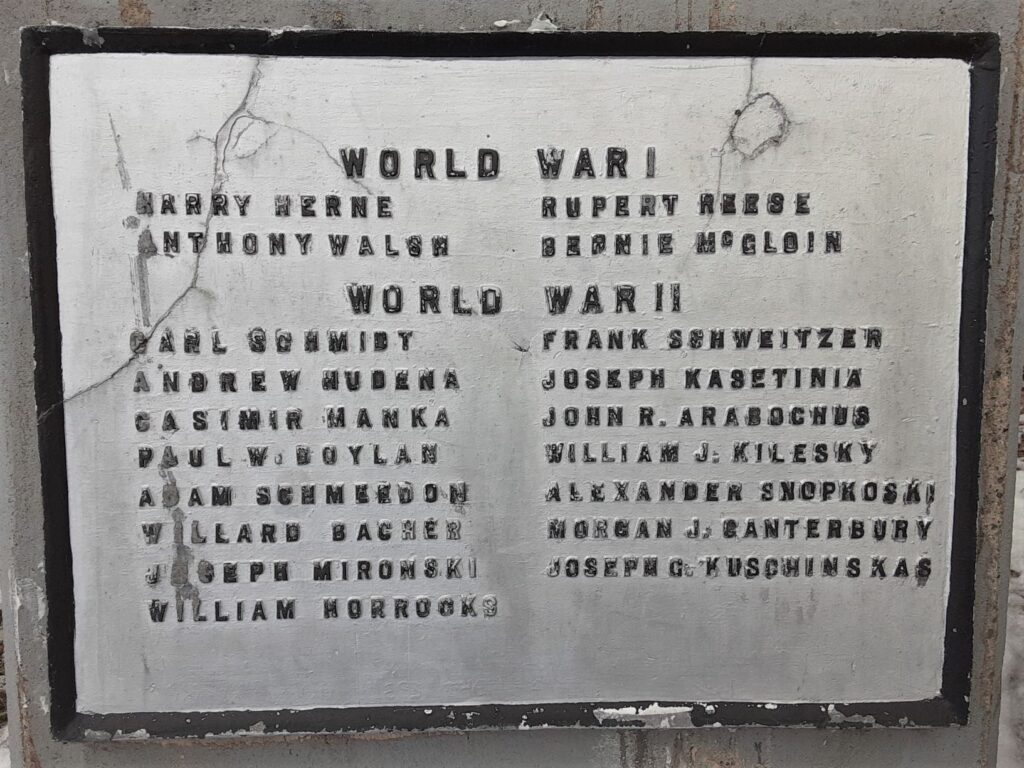 WORLD WAR I
HARRY HERNE RUPERT REESE
ANTHONY WALSH BERNIE McGLOIN
WORLD WAR II
CARL SCHMIDT FRANK SCHWEITZER
ANDREW HUDENA JOSEPH KASETINIA
CASIMIR MANKA JOHN R. ARABOCHUS
PAUL W. BOYLAN WILLIAM J. KILESKY
ADAM SCHMEEDON ALEXANDER SNOPKOSKI
WILLARD BACHER MORGAN J. CANTERBURY
JOSEPH MIRONSKI JOSEPH C. KUSCHINSKAS
WILLIAM HORROCKS